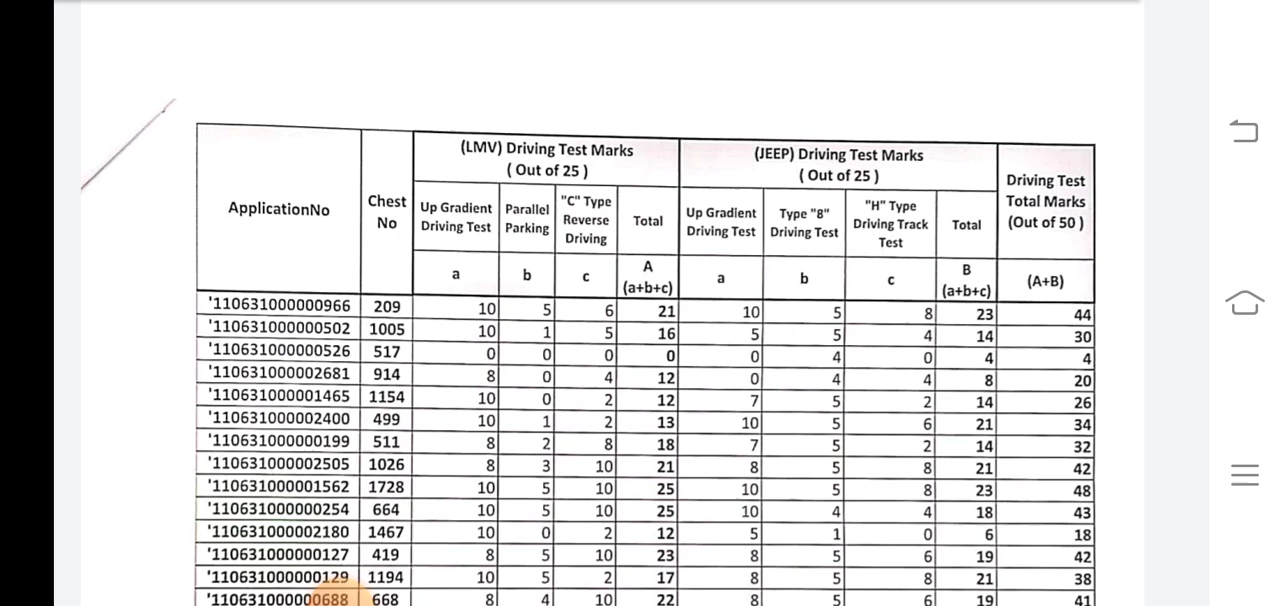 (LMV) Driving Test Marks
( Out of 25 )
(JEEP) Driving Test Marks
( Out of 25 )
Driving Test
Total Marks
(Out of 50 )
ApplicationNo
Chest
No
Up Gradient
Driving Test
Parallel
Parking
"C" Type
Reverse
Driving
Total
Up Gradient
Driving Test
Type "8"
Driving Test
"H" Type
Driving Track
Test
Total
a
b
c
A
(a+b+c)
a
b
c
B
(a+b+c)
(A+B)
'110631000000966 209 10 5 6 21 10 5 8 23 44
'110631000000502 1005 10 1 5 16 5 5 4 14 30
'110631000000526 517 0 0 0 0 0 4 0 4 4
'110631000002681 914 8 0 4 12 0 4 4 8 20
'110631000001465 1154 10 0 2 12 7 5 2 14 26
'110631000002400 499 10 1 2 13 10 5 6 21 34
'110631000000199 511 8 2 8 18 7 5 2 14 32
'110631000002505 1026 8 3 10 21 8 5 8 21 42
'110631000001562 1728 10 5 10 25 10 5 8 23 48
'110631000000254 664 10 5 10 25 10 4 4 18 43
'110631000002180 1467 10 0 2 12 5 1 0 6 18
'110631000000127 419 8 5 10 23 8 5 6 19 42
'110631000000129 1194 10 5 2 17 8 5 8 21 38
'110631000000688 668 8 4 10 22 8 5 6 19 41